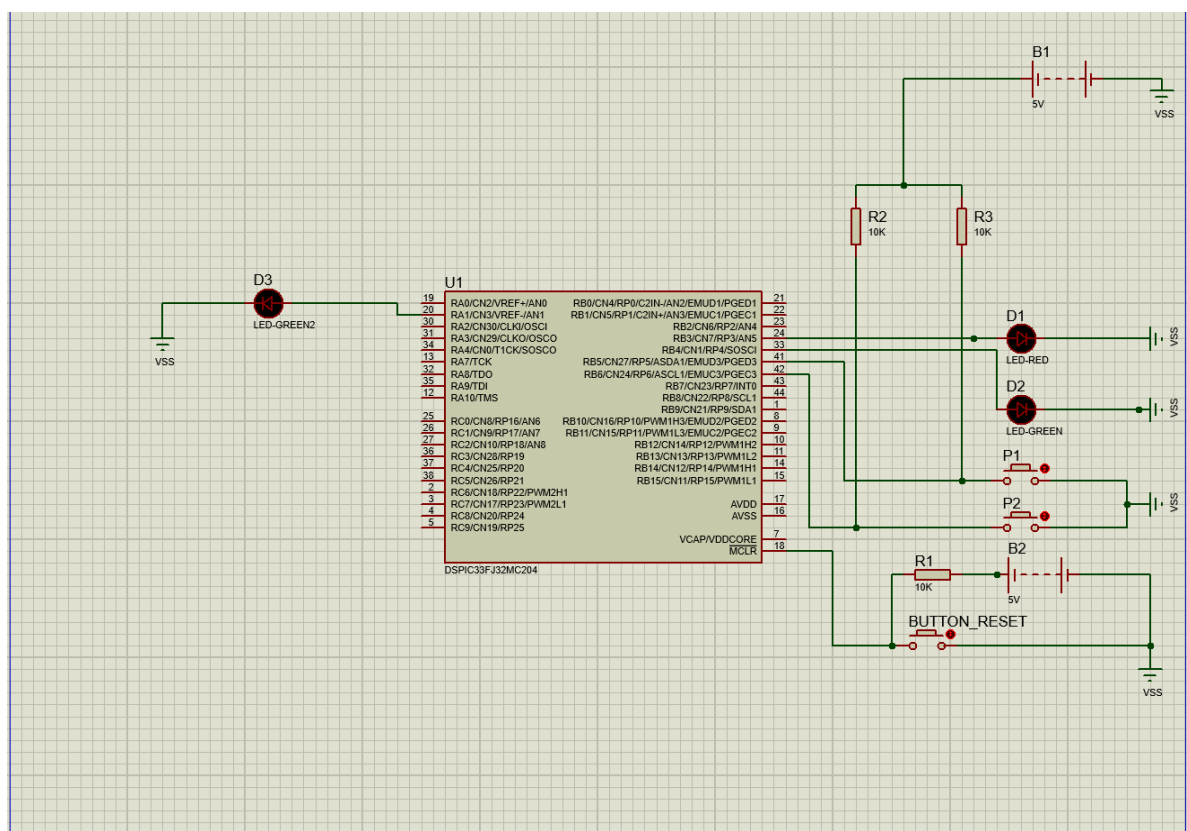 B1
5V
VSS
R2
10K
R3
10K
D3
LED-GREEN2
VSS
U1
19 RA0/CN2/VREF+/AN0
20 RA1/CN3/VREF-/AN1
30 RA2/CN30/CLKI/OSCI
31 RA3/CN29/CLKO/OSCO
34 RA4/CN0/T1CK/SOSCO
13 RA7/TCK
32 RA8/TDO
35 RA9/TDI
12 RA10/TMS
25 RC0/CN8/RP16/AN6
26 RC1/CN9/RP17/AN7
27 RC2/CN10/RP18/AN8
36 RC3/CN28/RP19
37 RC4/CN25/RP20
38 RC5/CN26/RP21
2 RC6/CN18/RP22/PWM2H1
3 RC7/CN17/RP23/PWM2L1
4 RC8/CN20/RP24
5 RC9/CN19/RP25
RB0/CN4/RP0/C2IN-/AN2/EMUD1/PGED1 21
RB1/CN5/RP1/C2IN+/AN3/EMUC1/PGEC1 22
RB2/CN6/RP2/AN4 23
RB3/CN7/RP3/AN5 24
RB4/CN1/RP4/SOSCI 33
RB5/CN27/RP5/ASDA1/EMUD3/PGED3 41
RB6/CN24/RP6/ASCL1/EMUC3/PGEC3 42
RB7/CN23/RP7/INT0 43
RB8/CN22/RP8/SCL1 44
RB9/CN21/RP9/SDA1 1
RB10/CN16/RP10/PWM1H3/EMUD2/PGED2 8
RB11/CN15/RP11/PWM1L3/EMUC2/PGEC2 9
RB12/CN14/RP12/PWM1H2 10
RB13/CN13/RP13/PWM1L2 11
RB14/CN12/RP14/PWM1H1 14
RB15/CN11/RP15/PWM1L1 15
AVDD 17
AVSS 16
VCAP/VDDCORE 7
MCLR 18
DSPIC33FJ32MC204
D1
LED-RED
VSS
D2
LED-GREEN
VSS
P1
P2
VSS
R1
10K
B2
5V
BUTTON_RESET
VSS